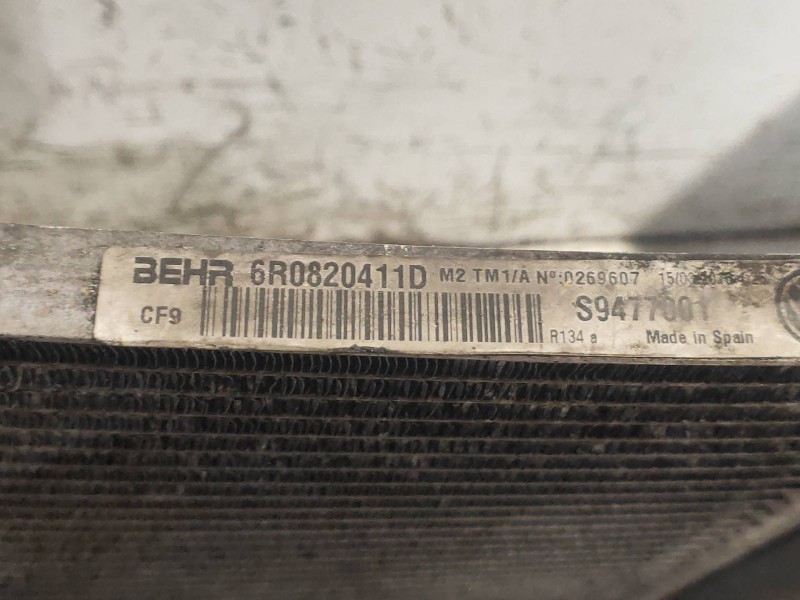 BEHR 6R0820411D M2 TM1/A Nº:0269607
CF9 S9477001
R134 a Made in Spain